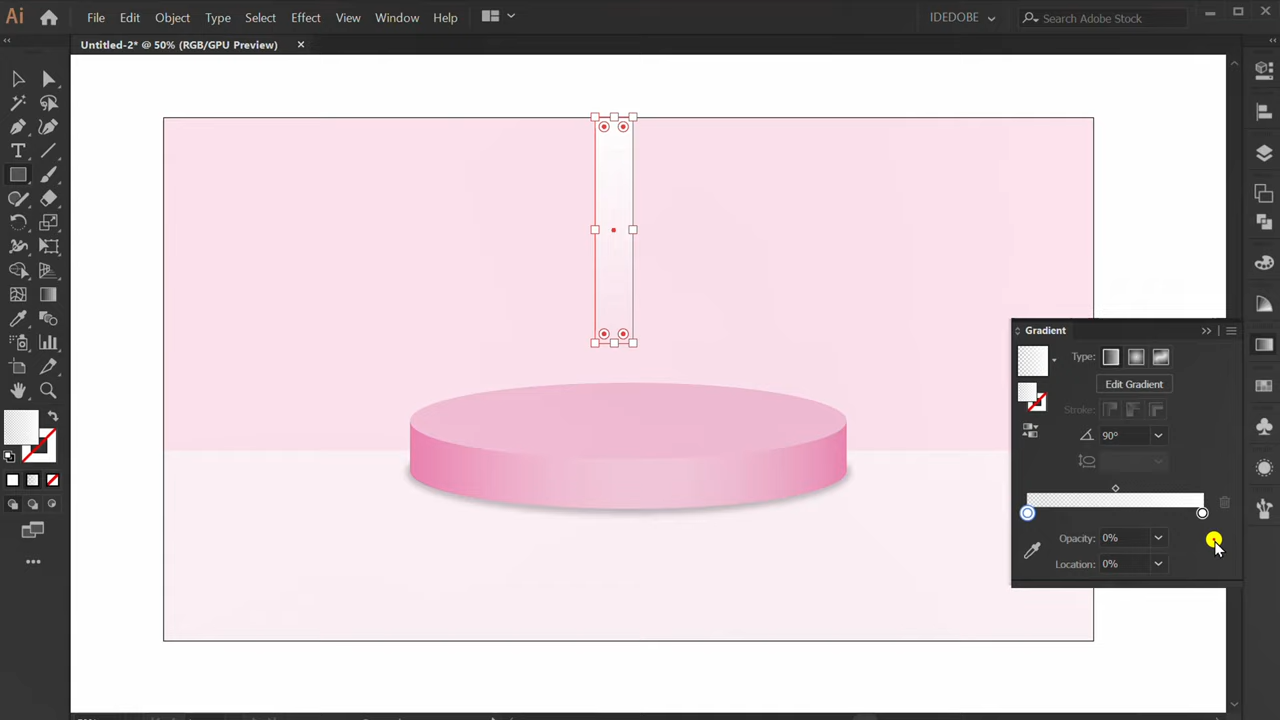 Ai File Edit Object Type Select Effect View Window Help IDEDOBE Search Adobe Stock
Untitled-2* @ 50% (RGB/GPU Preview)
Gradient
Type:
Edit Gradient
Stroke:
90°
Opacity: 0%
Location: 0%